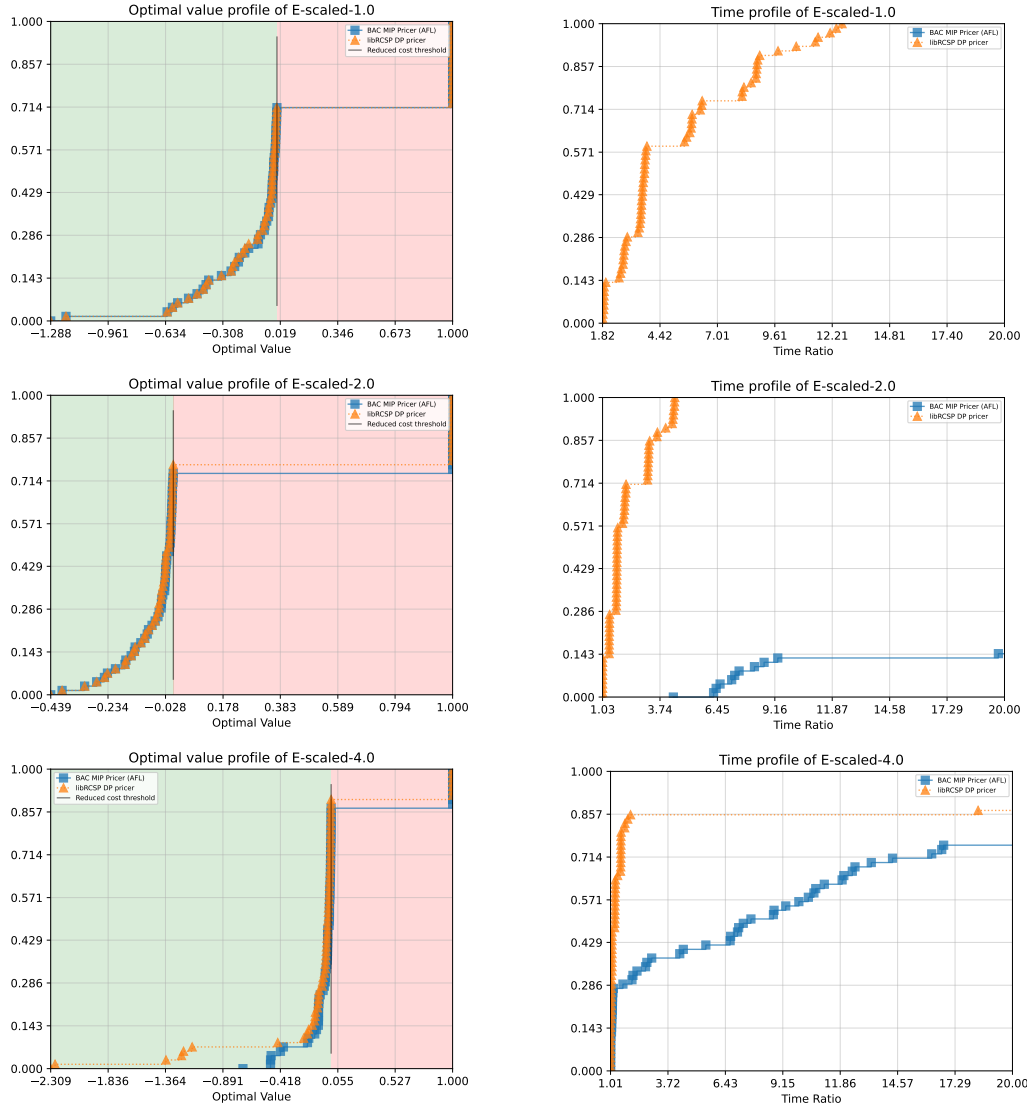 Optimal value profile of E-scaled-1.0
BAC MIP Pricer (AFL)
libRCSP DP pricer
Reduced cost threshold
1.000
0.857
0.714
0.571
0.429
0.286
0.143
0.000
−1.288 −0.961 −0.634 −0.308 0.019 0.346 0.673 1.000
Optimal Value
Time profile of E-scaled-1.0
BAC MIP Pricer (AFL)
libRCSP DP pricer
1.000
0.857
0.714
0.571
0.429
0.286
0.143
0.000
1.82 4.42 7.01 9.61 12.21 14.81 17.40 20.00
Time Ratio
Optimal value profile of E-scaled-2.0
BAC MIP Pricer (AFL)
libRCSP DP pricer
Reduced cost threshold
1.000
0.857
0.714
0.571
0.429
0.286
0.143
0.000
−0.439 −0.234 −0.028 0.178 0.383 0.589 0.794 1.000
Optimal Value
Time profile of E-scaled-2.0
BAC MIP Pricer (AFL)
libRCSP DP pricer
1.000
0.857
0.714
0.571
0.429
0.286
0.143
0.000
1.03 3.74 6.45 9.16 11.87 14.58 17.29 20.00
Time Ratio
Optimal value profile of E-scaled-4.0
BAC MIP Pricer (AFL)
libRCSP DP pricer
Reduced cost threshold
1.000
0.857
0.714
0.571
0.429
0.286
0.143
0.000
−2.309 −1.836 −1.364 −0.891 −0.418 0.055 0.527 1.000
Optimal Value
Time profile of E-scaled-4.0
BAC MIP Pricer (AFL)
libRCSP DP pricer
1.000
0.857
0.714
0.571
0.429
0.286
0.143
0.000
1.01 3.72 6.43 9.15 11.86 14.57 17.29 20.00
Time Ratio